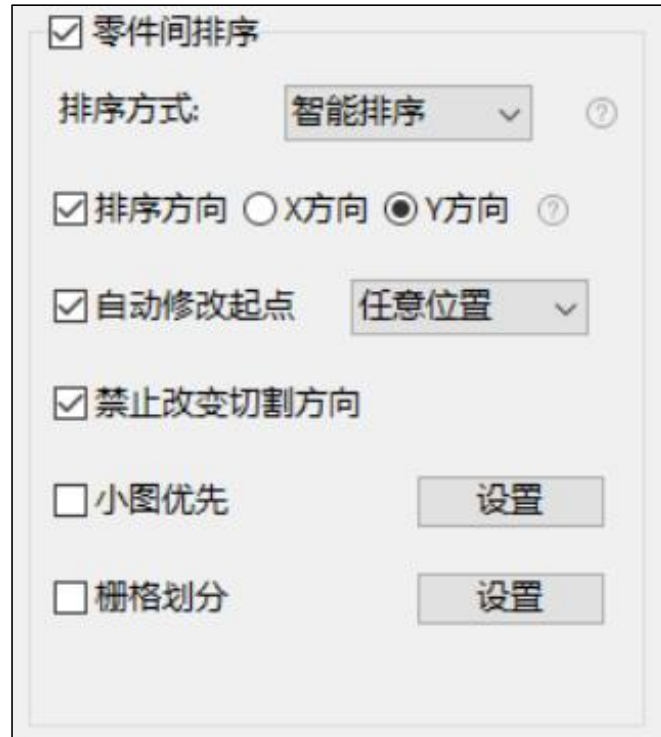 零件间排序
排序方式: 智能排序 ?
排序方向 X方向 Y方向 ?
自动修改起点 任意位置
禁止改变切割方向
小图优先 设置
栅格划分 设置